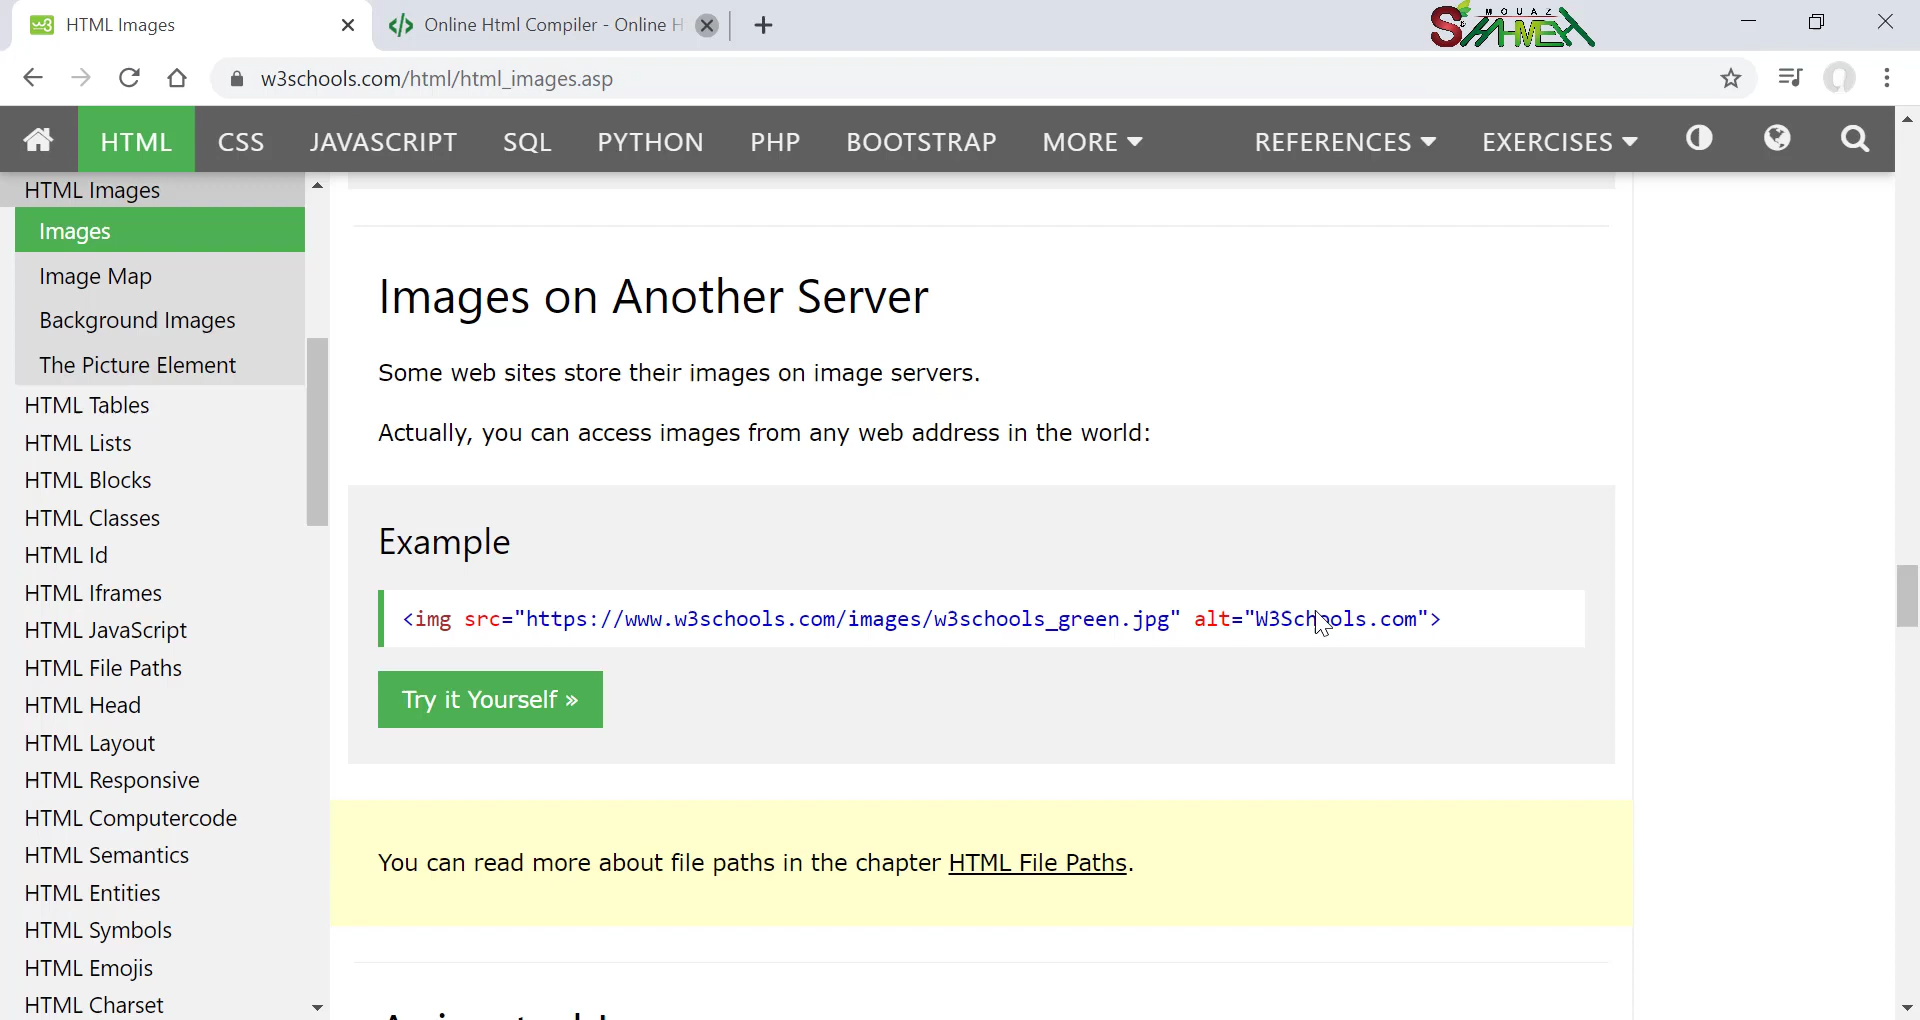 HTML Images
Online Html Compiler - Online H
MOUAZ
w3schools.com/html/html_images.asp
HTML CSS JAVASCRIPT SQL PYTHON PHP BOOTSTRAP MORE REFERENCES EXERCISES
HTML Images
Images
Image Map
Background Images
The Picture Element
HTML Tables
HTML Lists
HTML Blocks
HTML Classes
HTML Id
HTML Iframes
HTML JavaScript
HTML File Paths
HTML Head
HTML Layout
HTML Responsive
HTML Computercode
HTML Semantics
HTML Entities
HTML Symbols
HTML Emojis
HTML Charset
Images on Another Server
Some web sites store their images on image servers.
Actually, you can access images from any web address in the world:
Example
<img src="https://www.w3schools.com/images/w3schools_green.jpg" alt="W3Schools.com">
Try it Yourself »
You can read more about file paths in the chapter HTML File Paths.